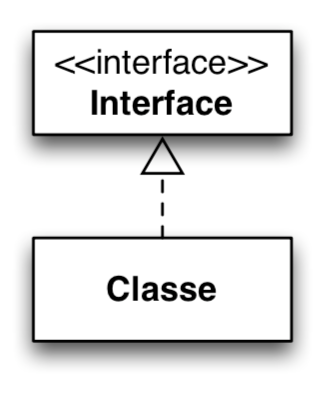 <<interface>>
Interface
Classe